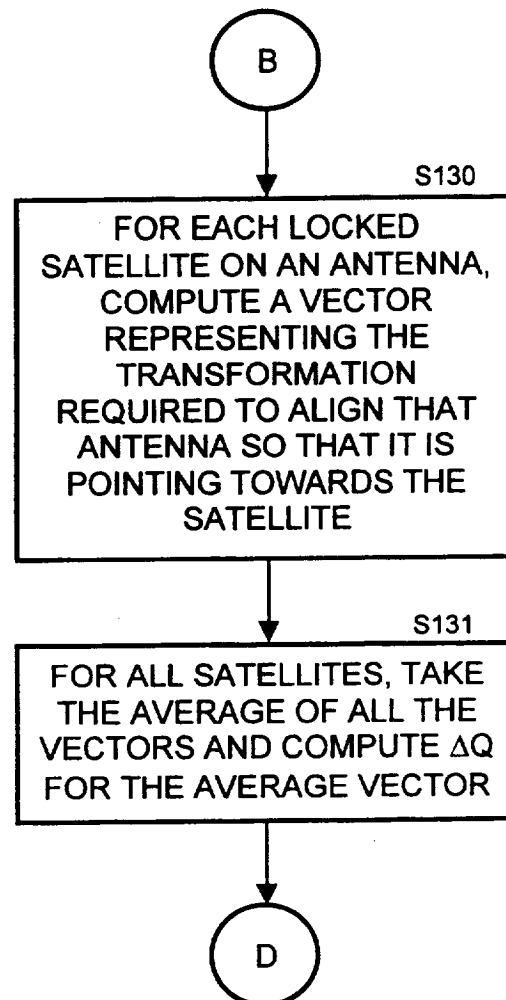 B
S130
FOR EACH LOCKED
SATELLITE ON AN ANTENNA,
COMPUTE A VECTOR
REPRESENTING THE
TRANSFORMATION
REQUIRED TO ALIGN THAT
ANTENNA SO THAT IT IS
POINTING TOWARDS THE
SATELLITE
S131
FOR ALL SATELLITES, TAKE
THE AVERAGE OF ALL THE
VECTORS AND COMPUTE ΔQ
FOR THE AVERAGE VECTOR
D